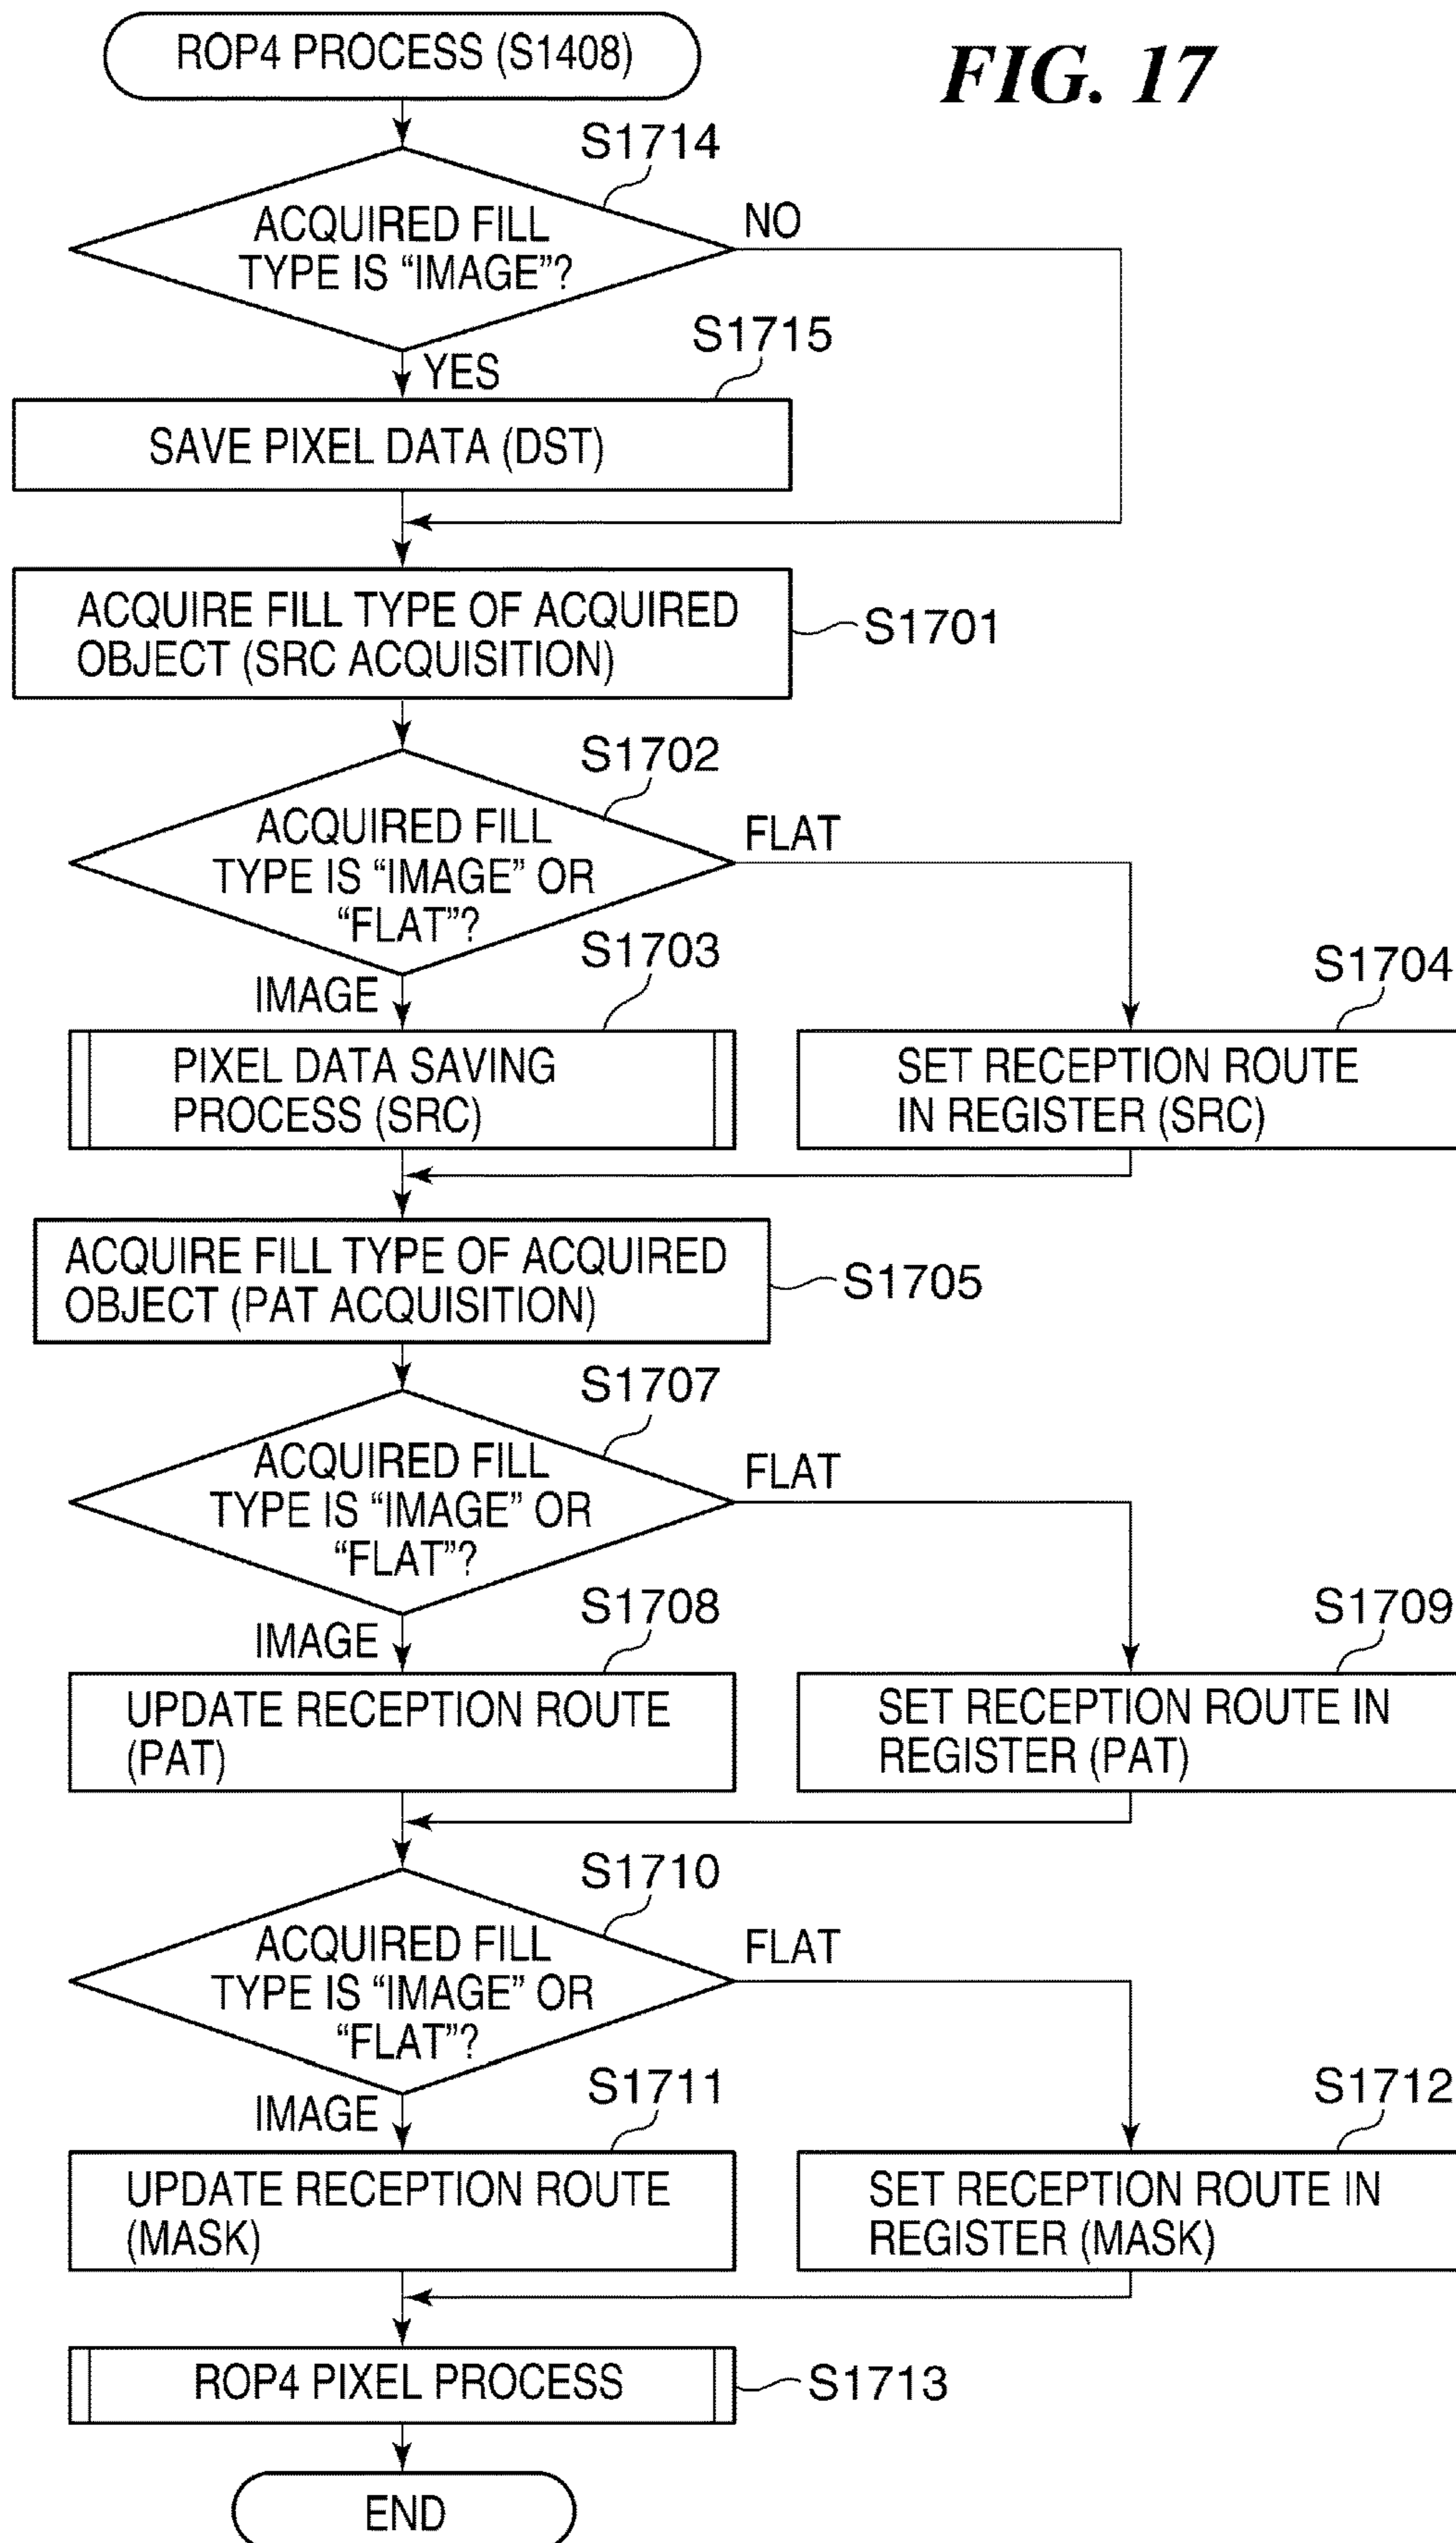 ROP4 PROCESS (S1408)
FIG. 17
S1714
ACQUIRED FILL
TYPE IS “IMAGE”?
NO
YES
S1715
SAVE PIXEL DATA (DST)
ACQUIRE FILL TYPE OF ACQUIRED
OBJECT (SRC ACQUISITION)
S1701
S1702
ACQUIRED FILL
TYPE IS “IMAGE” OR
“FLAT”?
FLAT
IMAGE
S1703
PIXEL DATA SAVING
PROCESS (SRC)
S1704
SET RECEPTION ROUTE
IN REGISTER (SRC)
ACQUIRE FILL TYPE OF ACQUIRED
OBJECT (PAT ACQUISITION)
S1705
S1707
ACQUIRED FILL
TYPE IS “IMAGE” OR
“FLAT”?
FLAT
IMAGE
S1708
UPDATE RECEPTION ROUTE
(PAT)
S1709
SET RECEPTION ROUTE IN
REGISTER (PAT)
S1710
ACQUIRED FILL
TYPE IS “IMAGE” OR
“FLAT”?
FLAT
IMAGE
S1711
UPDATE RECEPTION ROUTE
(MASK)
S1712
SET RECEPTION ROUTE IN
REGISTER (MASK)
ROP4 PIXEL PROCESS
S1713
END